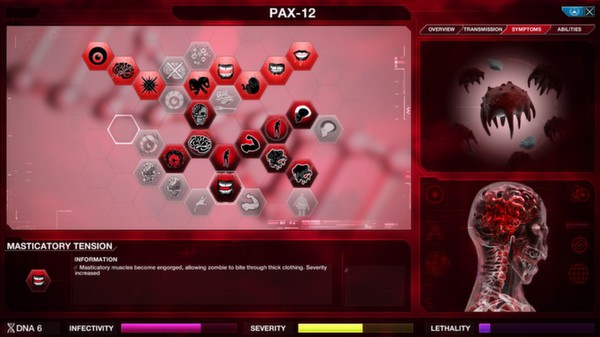 PAX-12
OVERVIEW TRANSMISSION SYMPTOMS ABILITIES
MASTICATORY TENSION
INFORMATION
Masticatory muscles become engorged, allowing zombie to bite through thick clothing. Severity
increased
DNA 6 INFECTIVITY SEVERITY LETHALITY